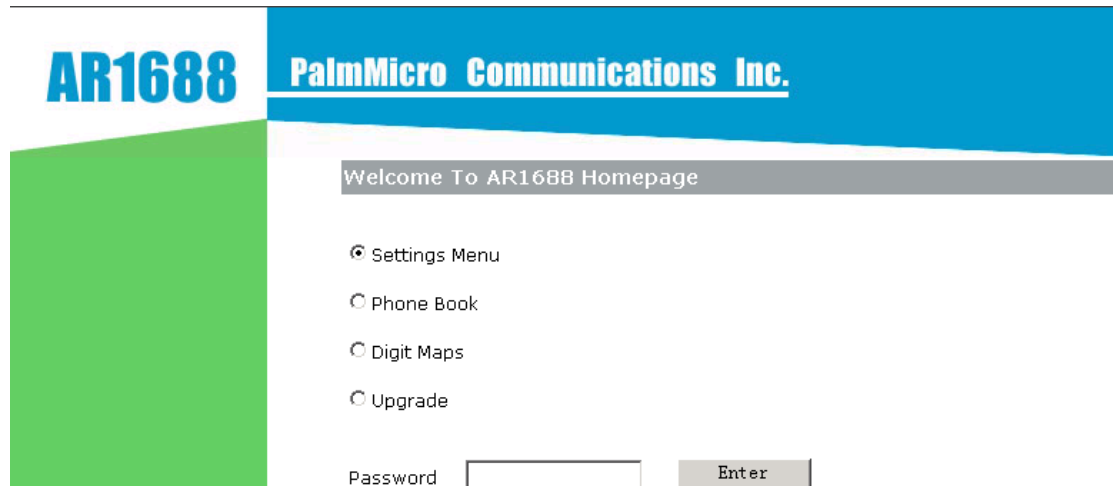 AR1688
PalmMicro Communications Inc.
Welcome To AR1688 Homepage
Settings Menu
Phone Book
Digit Maps
Upgrade
Password Enter